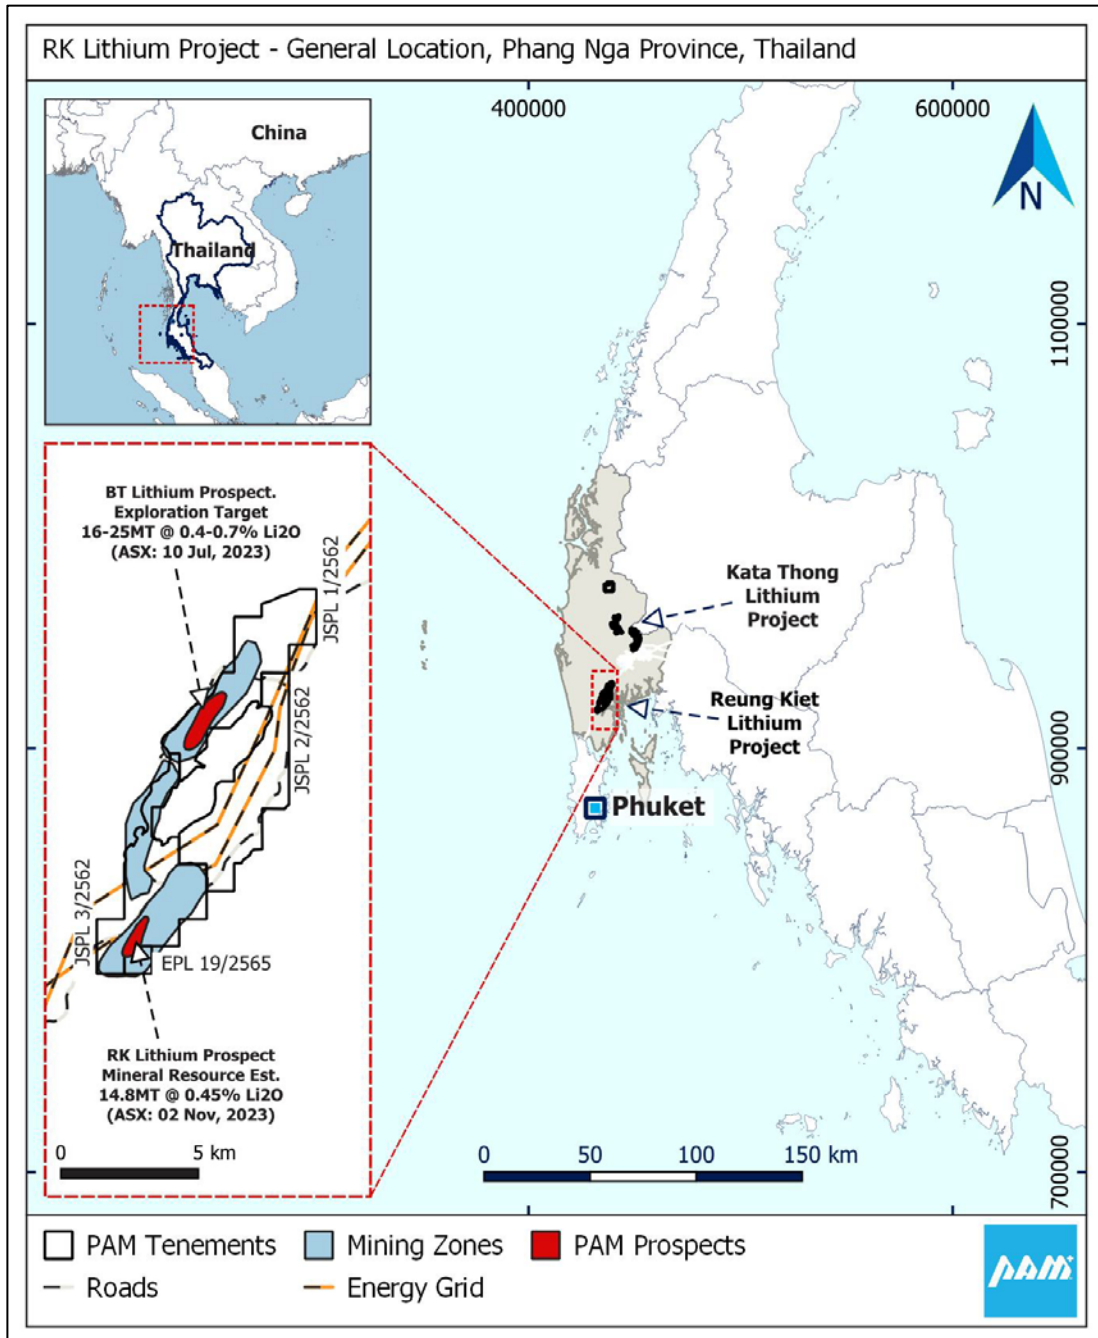 RK Lithium Project - General Location, Phang Nga Province, Thailand
400000
600000
China
Thailand
N
1100000
BT Lithium Prospect.
Exploration Target
16-25MT @ 0.4-0.7% Li2O
(ASX: 10 Jul, 2023)
JSPL 1/2562
JSPL 2/2562
JSPL 3/2562
EPL 19/2565
RK Lithium Prospect
Mineral Resource Est.
14.8MT @ 0.45% Li2O
(ASX: 02 Nov, 2023)
0
5 km
Kata Thong
Lithium
Project
Reung Kiet
Lithium
Project
900000
Phuket
0
50
100
150 km
700000
PAM Tenements
Mining Zones
PAM Prospects
Roads
Energy Grid
PAM